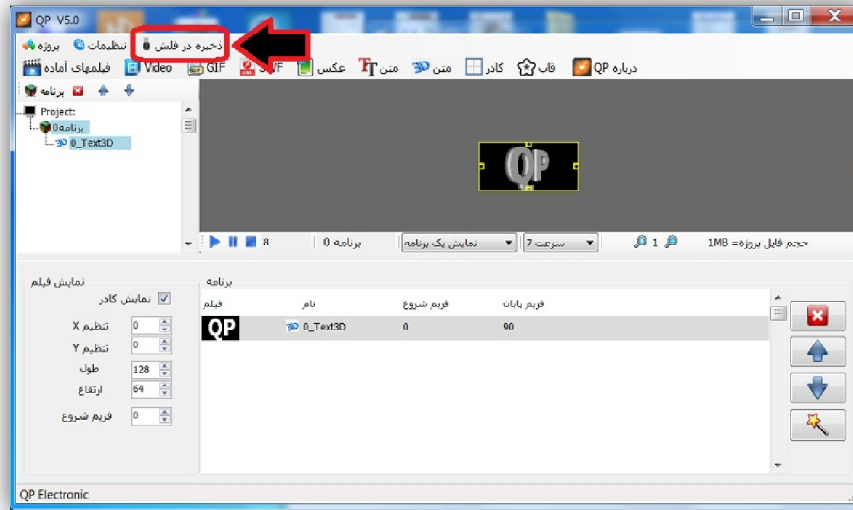 QP V5.0
پروژه تنظیمات ذخیره در فلش
فیلمهای آماده Video GIF SWF عکس متن متن کادر قاب درباره QP
برنامه
Project:
برنامه0
0_Text3D
8 برنامه 0 نمایش یک برنامه سرعت 7 1 حجم فایل پروژه= 1MB
نمایش فیلم
نمایش کادر
تنظیم X 0
تنظیم Y 0
طول 128
ارتفاع 64
فریم شروع 0
برنامه
فیلم نام فریم شروع فریم پایان
QP 0_Text3D 0 90
QP Electronic